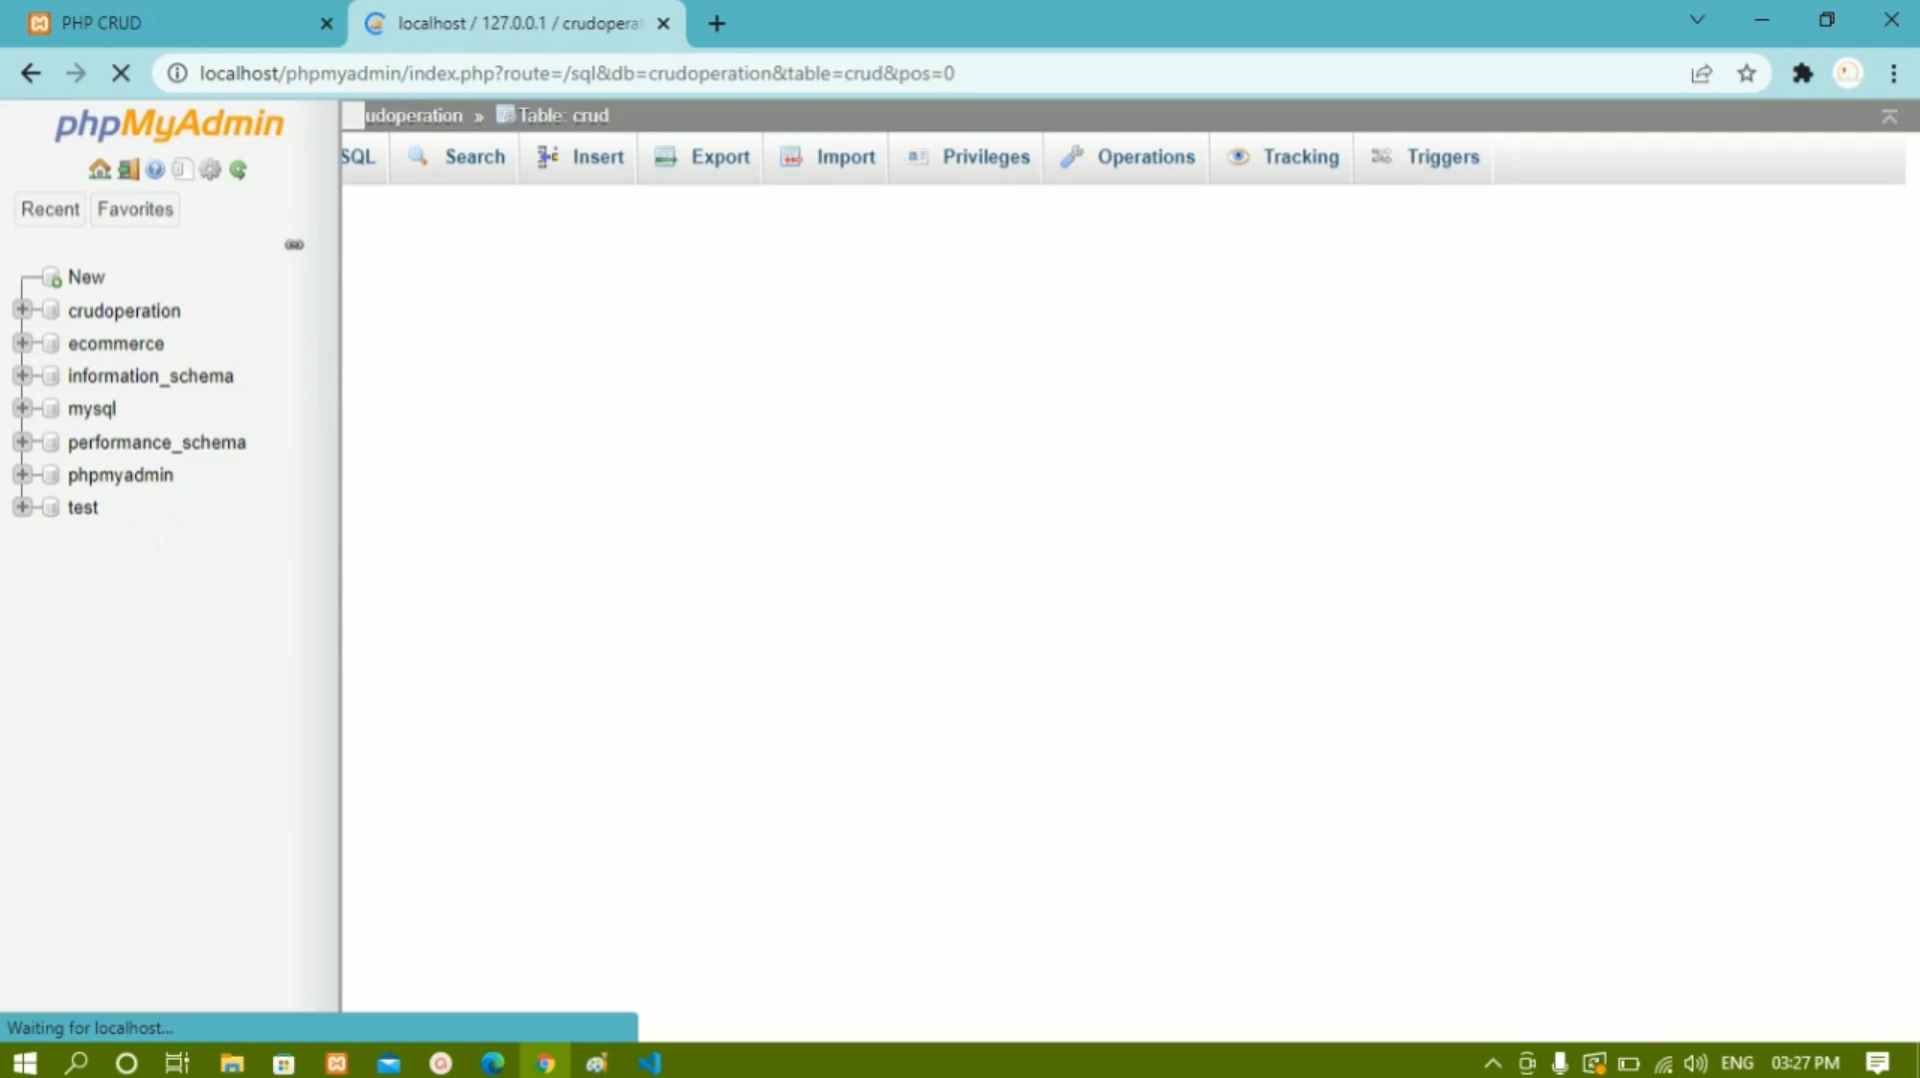 PHP CRUD
localhost / 127.0.0.1 / crudoperat
localhost/phpmyadmin/index.php?route=/sql&db=crudoperation&table=crud&pos=0
phpMyAdmin
udoperation » Table: crud
SQL Search Insert Export Import Privileges Operations Tracking Triggers
Recent Favorites
New
crudoperation
ecommerce
information_schema
mysql
performance_schema
phpmyadmin
test
Waiting for localhost...
ENG 03:27 PM